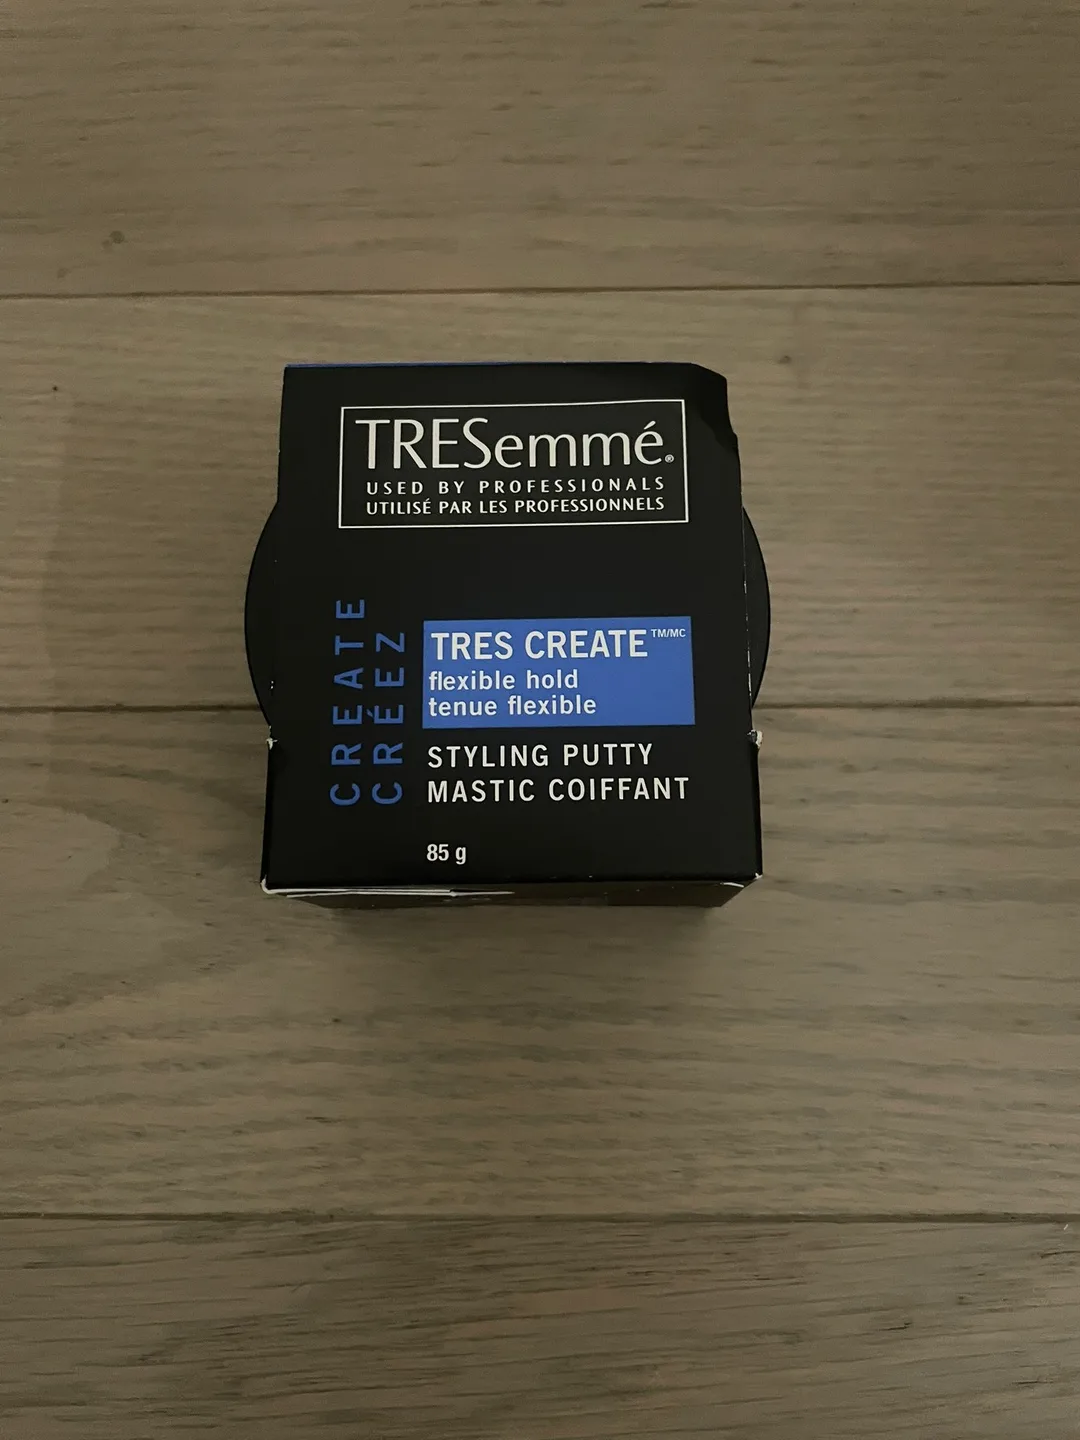 TRESemmé®
USED BY PROFESSIONALS
UTILISÉ PAR LES PROFESSIONNELS
CREATE
CRÉEZ
TRES CREATE TM/MC
flexible hold
tenue flexible
STYLING PUTTY
MASTIC COIFFANT
85 g